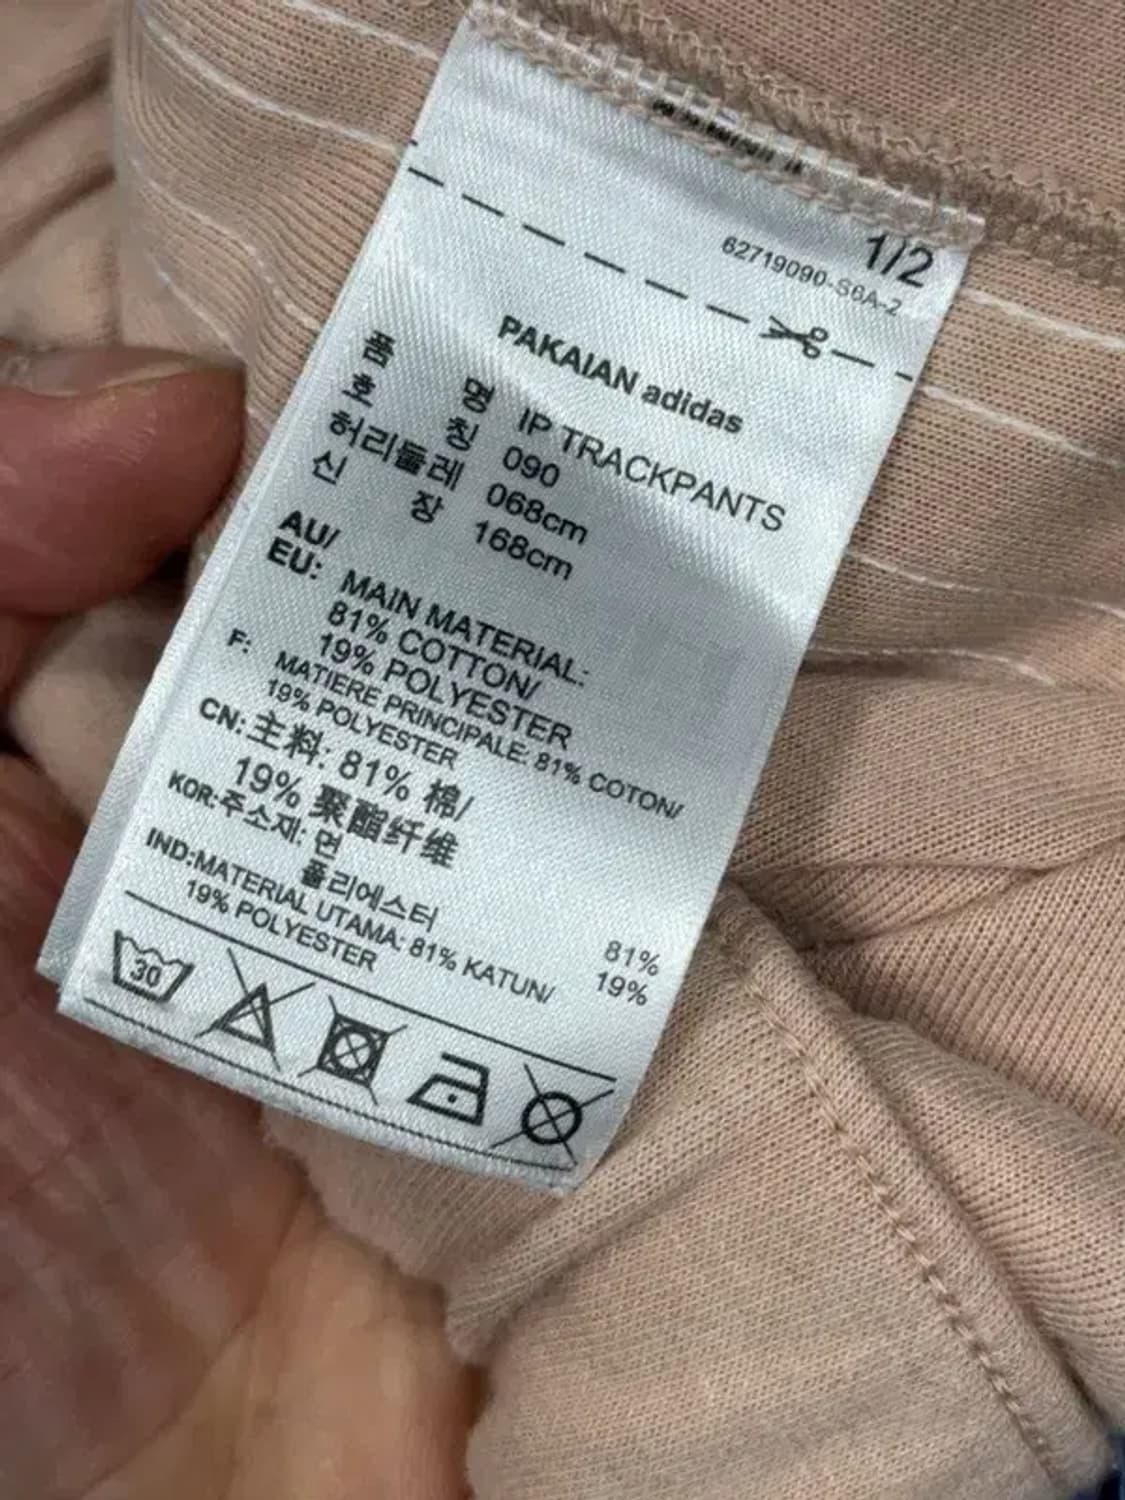 1/2
62719090-S6A-2
PAKAIAN adidas
품 명 IP TRACKPANTS
호 칭 090
허리둘레 068cm
신 장 168cm
AU/
EU: MAIN MATERIAL:
81% COTTON/
19% POLYESTER
F: MATIERE PRINCIPALE: 81% COTON/
19% POLYESTER
CN: 主料: 81% 棉/
19% 聚酯纤维
KOR:주소재: 면 81%
폴리에스터 19%
IND:MATERIAL UTAMA: 81% KATUN/
19% POLYESTER
30